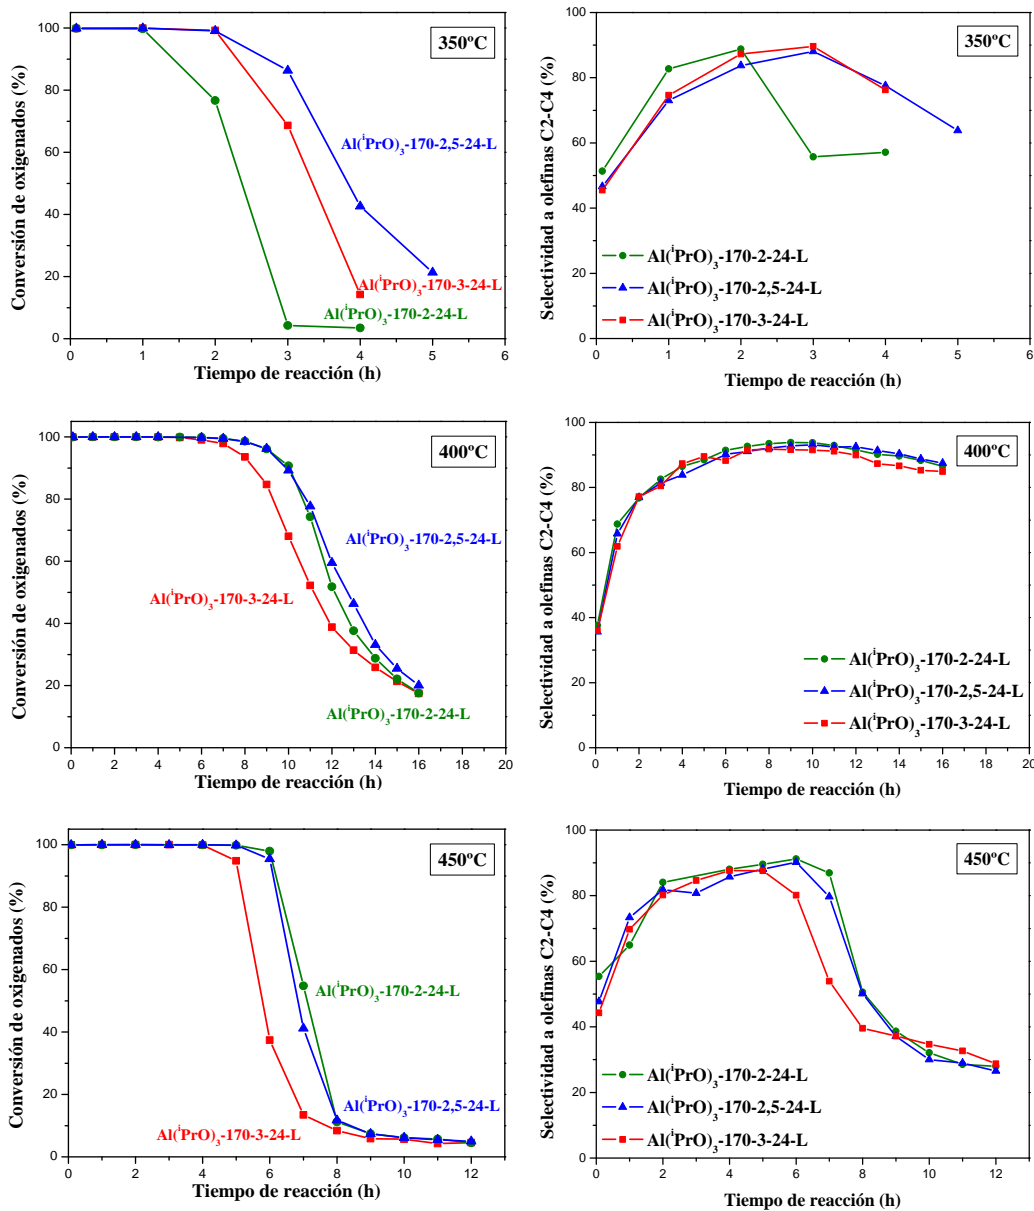 350ºC
Conversión de oxigenados (%)
100
80
60
40
20
0
Al(ⁱPrO)₃-170-2,5-24-L
Al(ⁱPrO)₃-170-3-24-L
Al(ⁱPrO)₃-170-2-24-L
0 1 2 3 4 5 6
Tiempo de reacción (h)
350ºC
Selectividad a olefinas C2-C4 (%)
100
80
60
40
20
0
Al(ⁱPrO)₃-170-2-24-L
Al(ⁱPrO)₃-170-2,5-24-L
Al(ⁱPrO)₃-170-3-24-L
0 1 2 3 4 5 6
Tiempo de reacción (h)
400ºC
Conversión de oxigenados (%)
100
80
60
40
20
0
Al(ⁱPrO)₃-170-2,5-24-L
Al(ⁱPrO)₃-170-3-24-L
Al(ⁱPrO)₃-170-2-24-L
0 2 4 6 8 10 12 14 16 18 20
Tiempo de reacción (h)
400ºC
Selectividad a olefinas C2-C4 (%)
100
80
60
40
20
0
Al(ⁱPrO)₃-170-2-24-L
Al(ⁱPrO)₃-170-2,5-24-L
Al(ⁱPrO)₃-170-3-24-L
0 2 4 6 8 10 12 14 16 18 20
Tiempo de reacción (h)
450ºC
Conversión de oxigenados (%)
100
80
60
40
20
0
Al(ⁱPrO)₃-170-2-24-L
Al(ⁱPrO)₃-170-2,5-24-L
Al(ⁱPrO)₃-170-3-24-L
0 2 4 6 8 10 12
Tiempo de reacción (h)
450ºC
Selectividad a olefinas C2-C4 (%)
100
80
60
40
20
0
Al(ⁱPrO)₃-170-2-24-L
Al(ⁱPrO)₃-170-2,5-24-L
Al(ⁱPrO)₃-170-3-24-L
0 2 4 6 8 10 12
Tiempo de reacción (h)